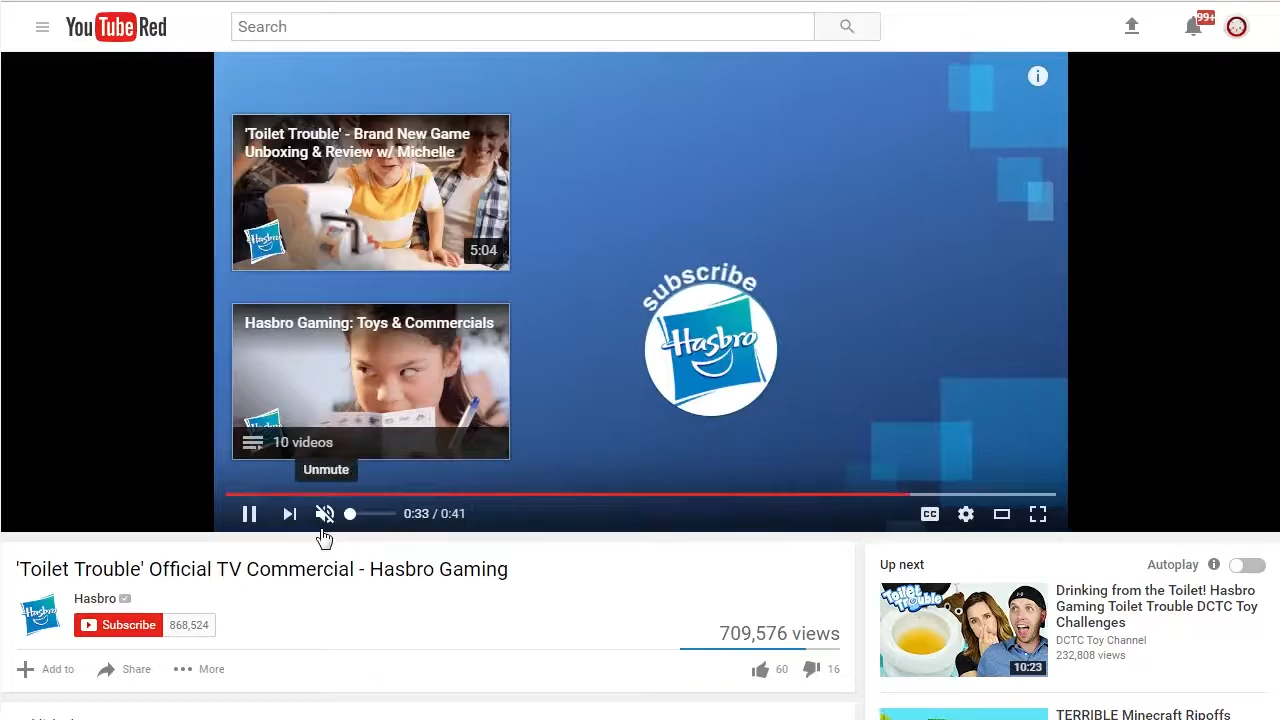 YouTube Red
Search
99+
'Toilet Trouble' - Brand New Game
Unboxing & Review w/ Michelle
Hasbro
5:04
subscribe
Hasbro
Hasbro Gaming: Toys & Commercials
10 videos
Unmute
0:33 / 0:41
CC
'Toilet Trouble' Official TV Commercial - Hasbro Gaming
Hasbro
Hasbro
Subscribe 868,524
709,576 views
Add to Share More
60 16
Up next
Autoplay
Toilet Trouble
10:23
Drinking from the Toilet! Hasbro
Gaming Toilet Trouble DCTC Toy
Challenges
DCTC Toy Channel
232,808 views
TERRIBLE Minecraft Ripoffs